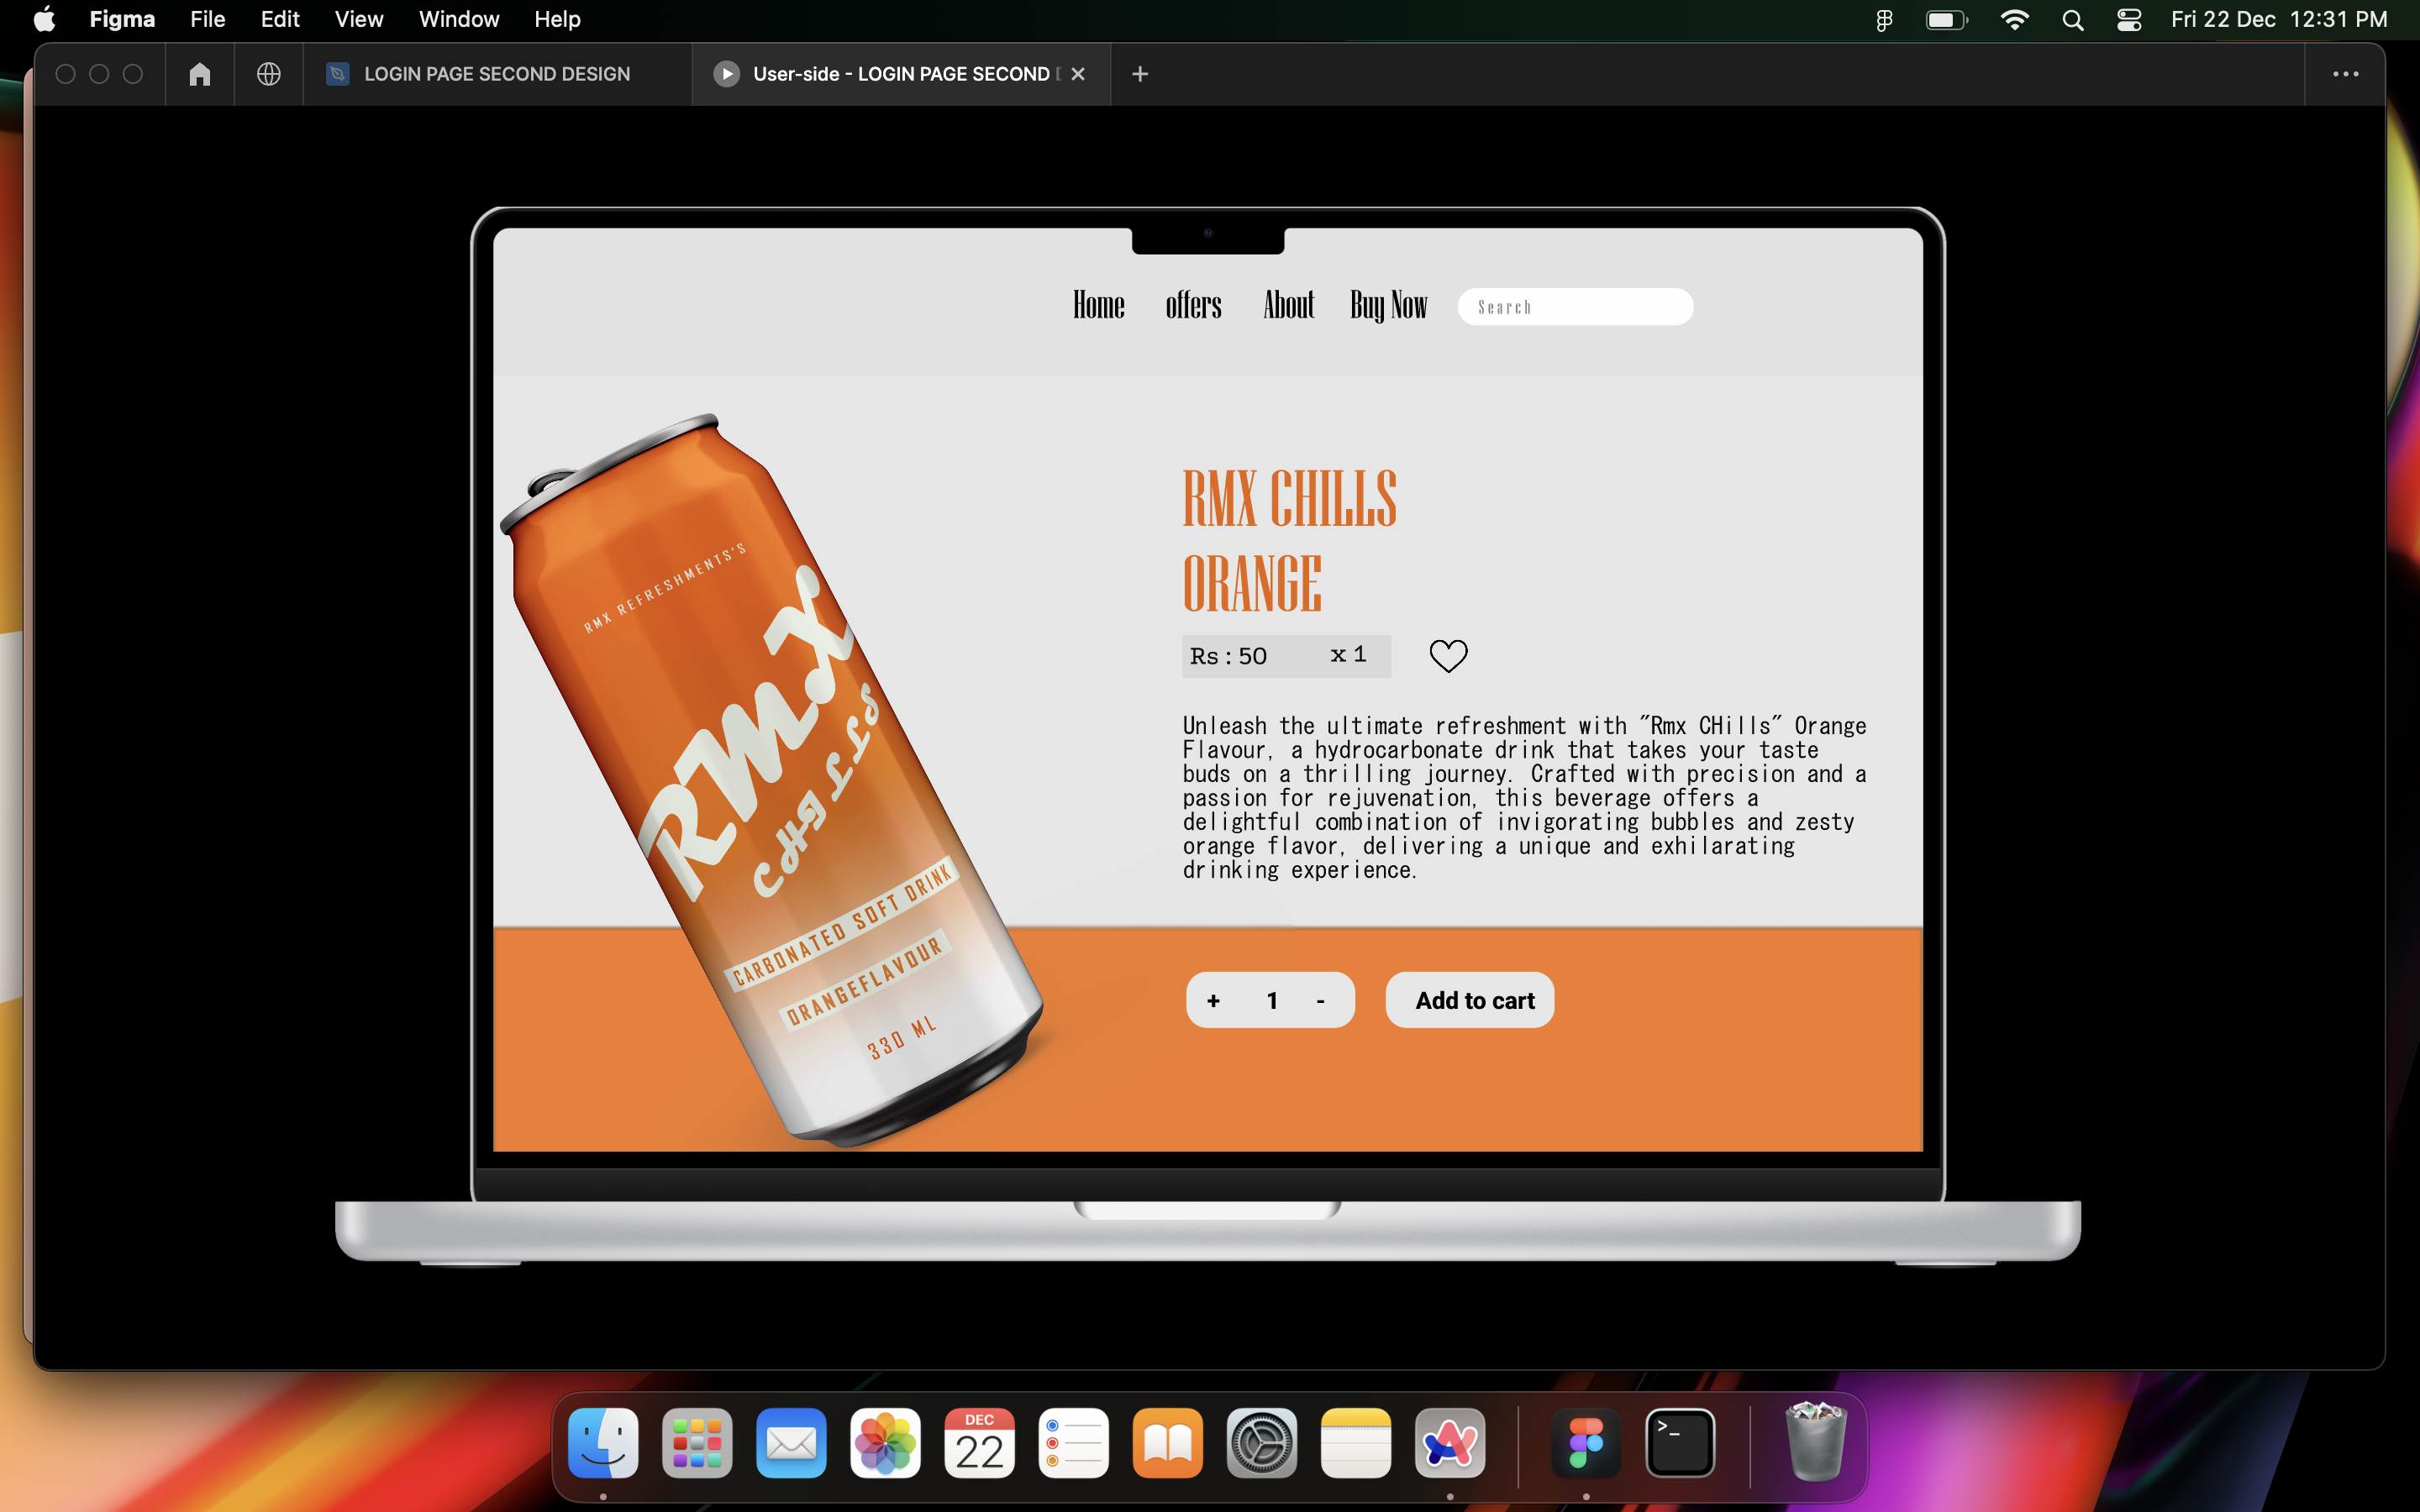 Figma File Edit View Window Help Fri 22 Dec 12:31 PM
LOGIN PAGE SECOND DESIGN
User-side - LOGIN PAGE SECOND
Home offers About Buy Now Search
RMX REFRESHMENTS'S
RMX
CHILLS
CARBONATED SOFT DRINK
ORANGEFLAVOUR
330 ML
RMX CHILLS
ORANGE
Rs : 50 x 1
Unleash the ultimate refreshment with "Rmx CHills" Orange
Flavour, a hydrocarbonate drink that takes your taste
buds on a thrilling journey. Crafted with precision and a
passion for rejuvenation, this beverage offers a
delightful combination of invigorating bubbles and zesty
orange flavor, delivering a unique and exhilarating
drinking experience.
+ 1 -
Add to cart
DEC
22
>_